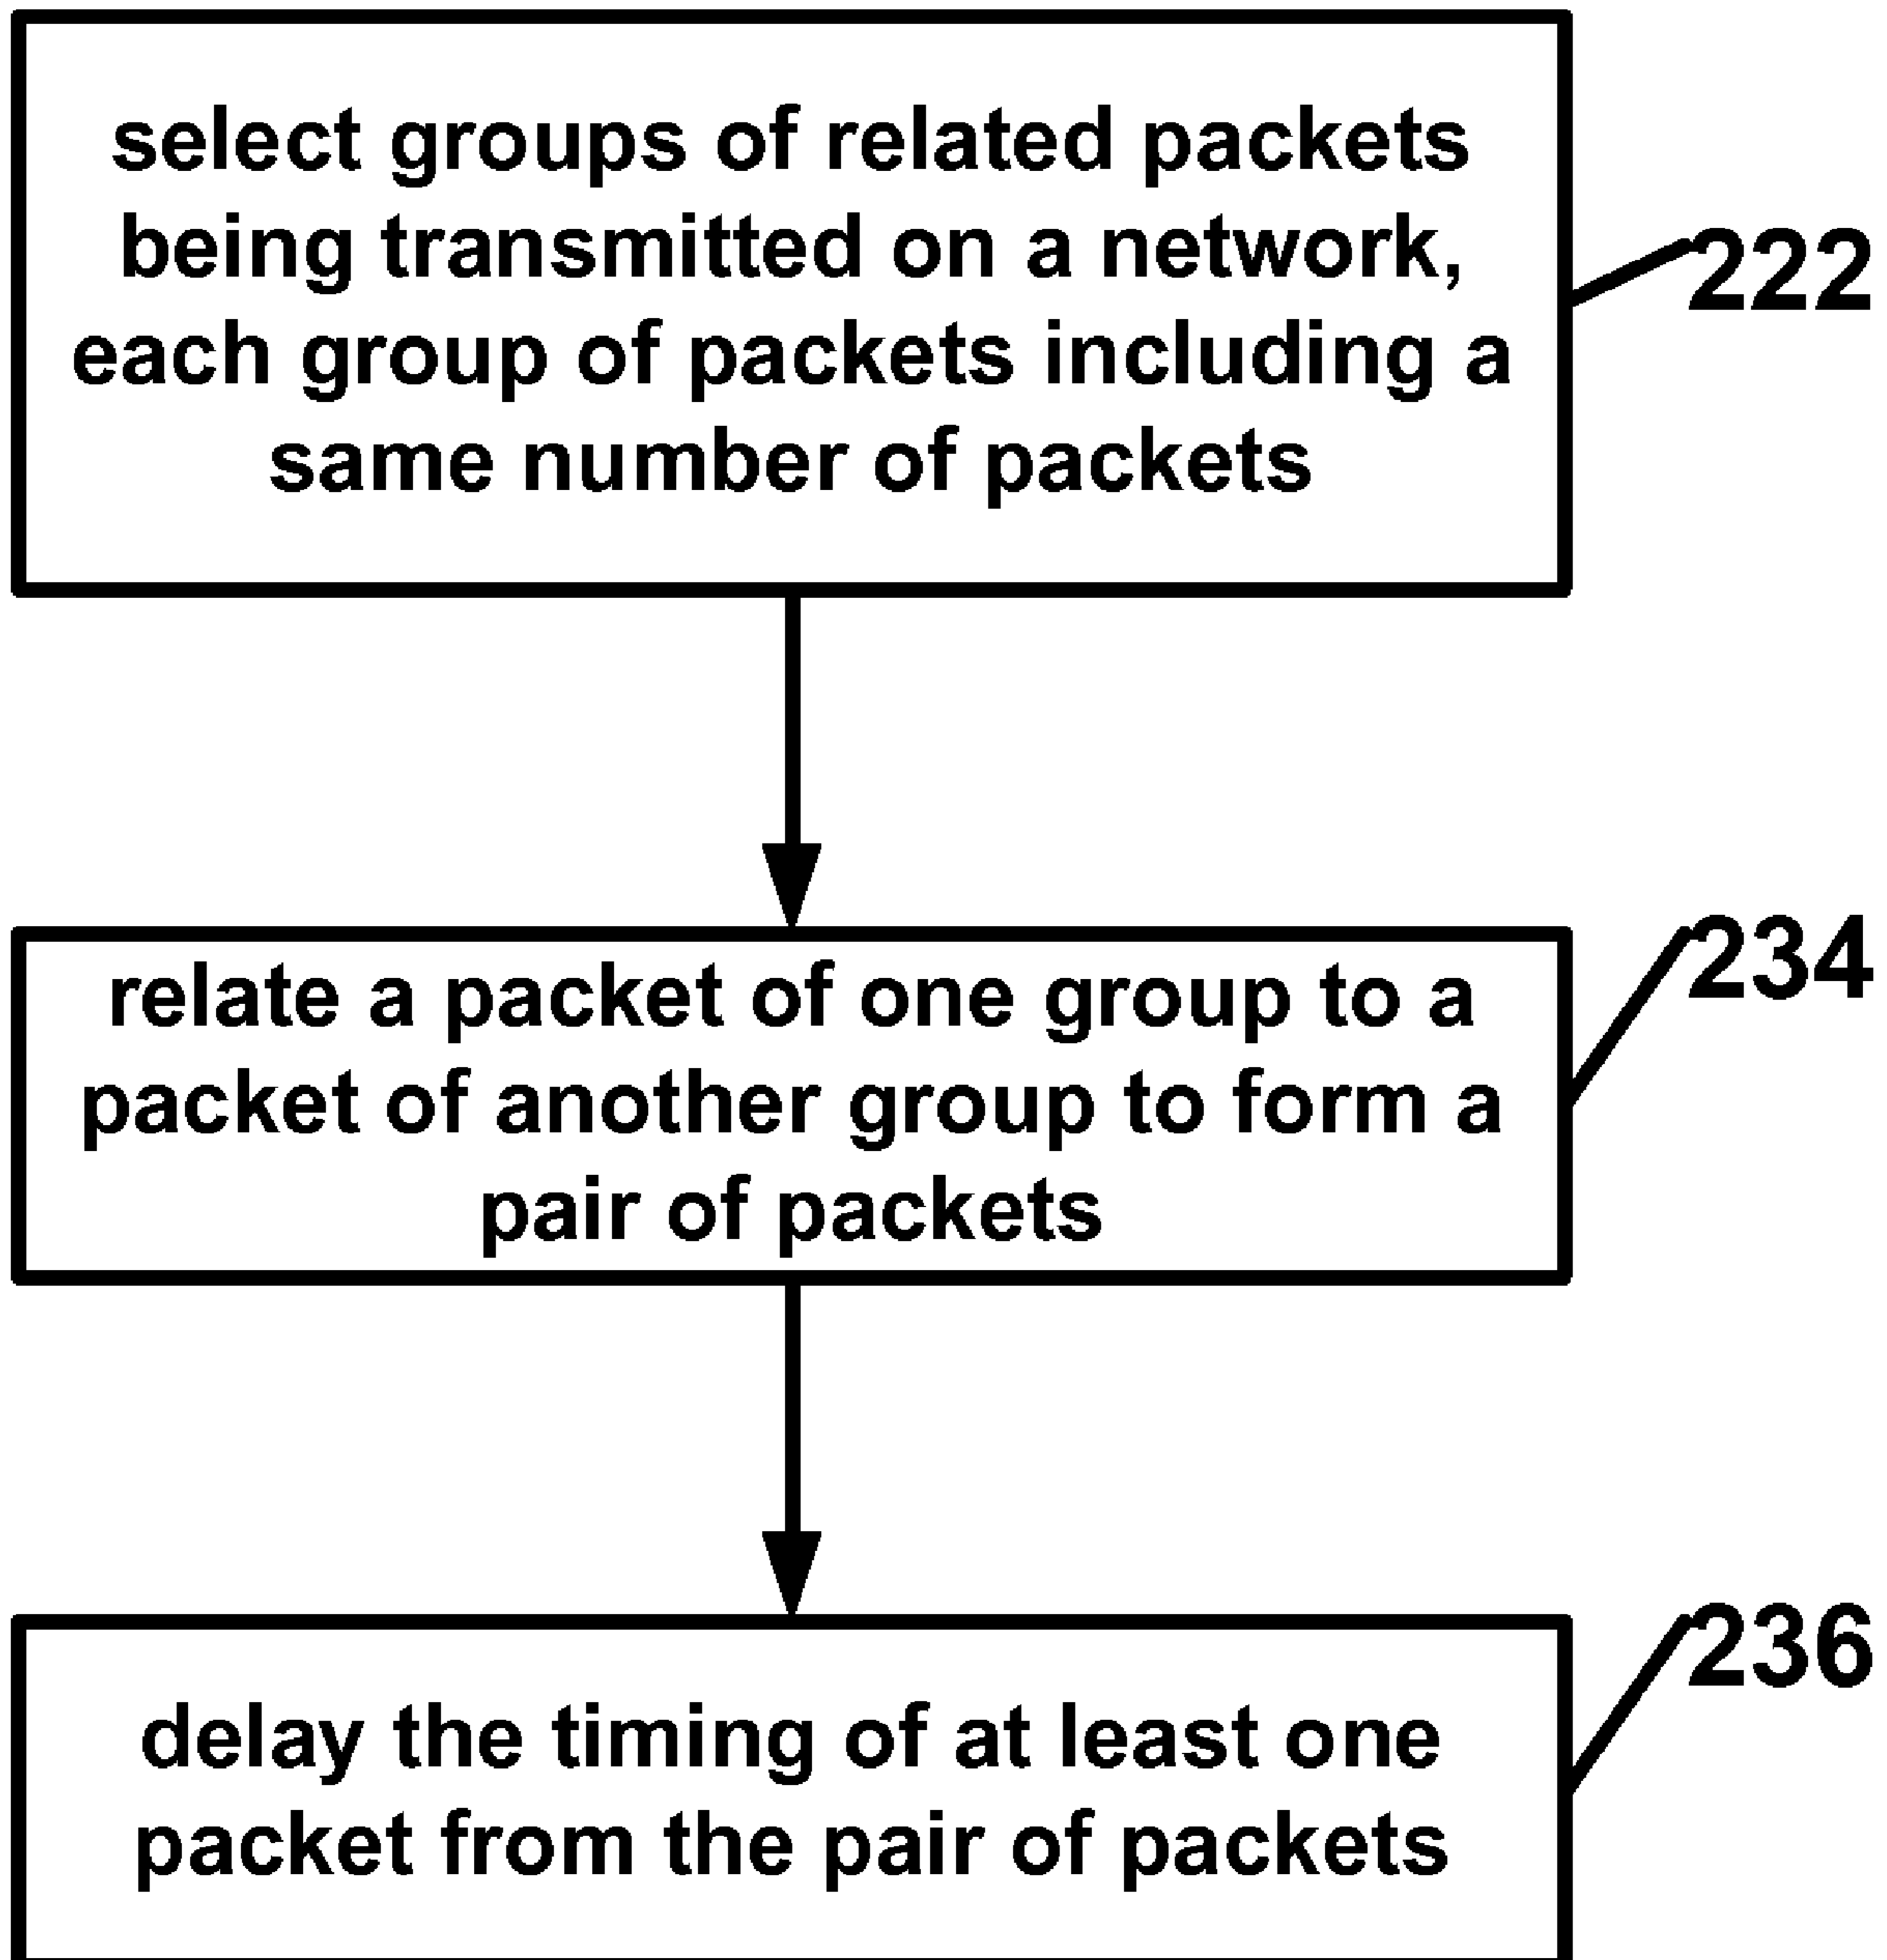 select groups of related packets
being transmitted on a network,
each group of packets including a
same number of packets
222
relate a packet of one group to a
packet of another group to form a
pair of packets
234
delay the timing of at least one
packet from the pair of packets
236